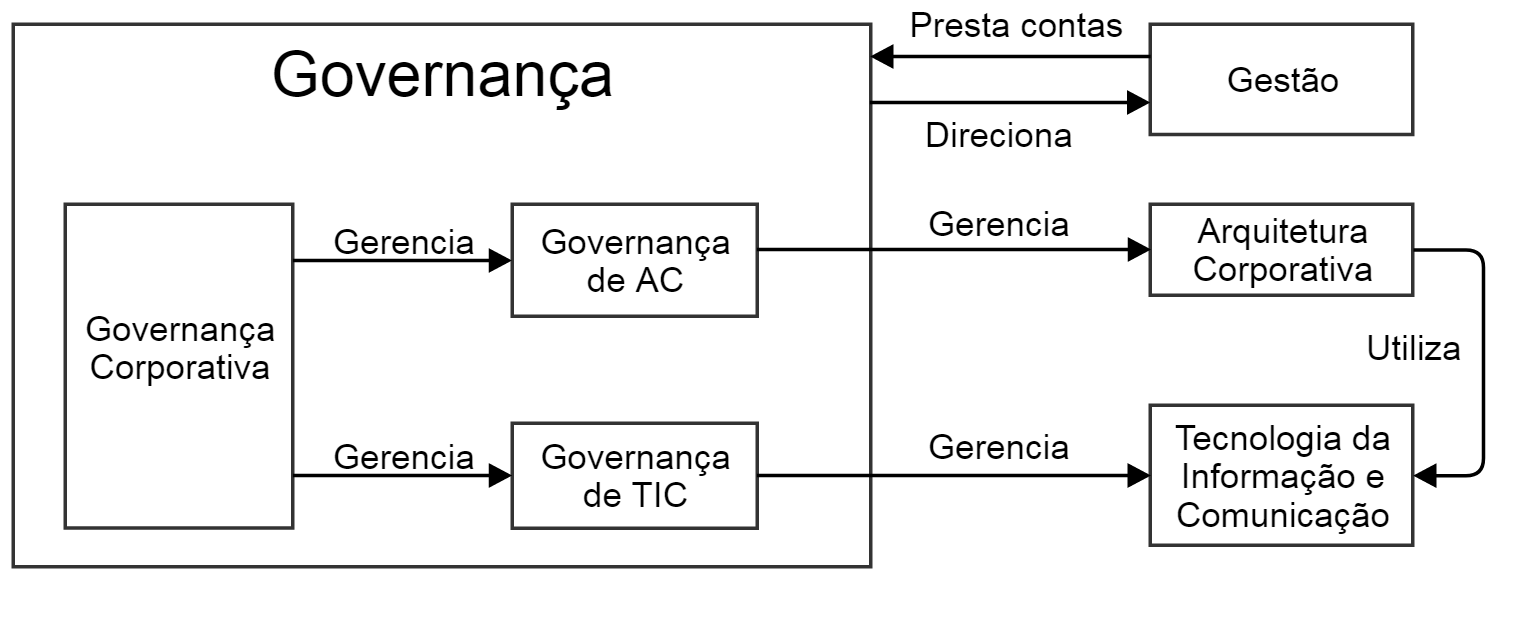 Governança
Presta contas
Gestão
Direciona
Governança
Corporativa
Gerencia
Governança
de AC
Gerencia
Arquitetura
Corporativa
Utiliza
Gerencia
Governança
de TIC
Gerencia
Tecnologia da
Informação e
Comunicação